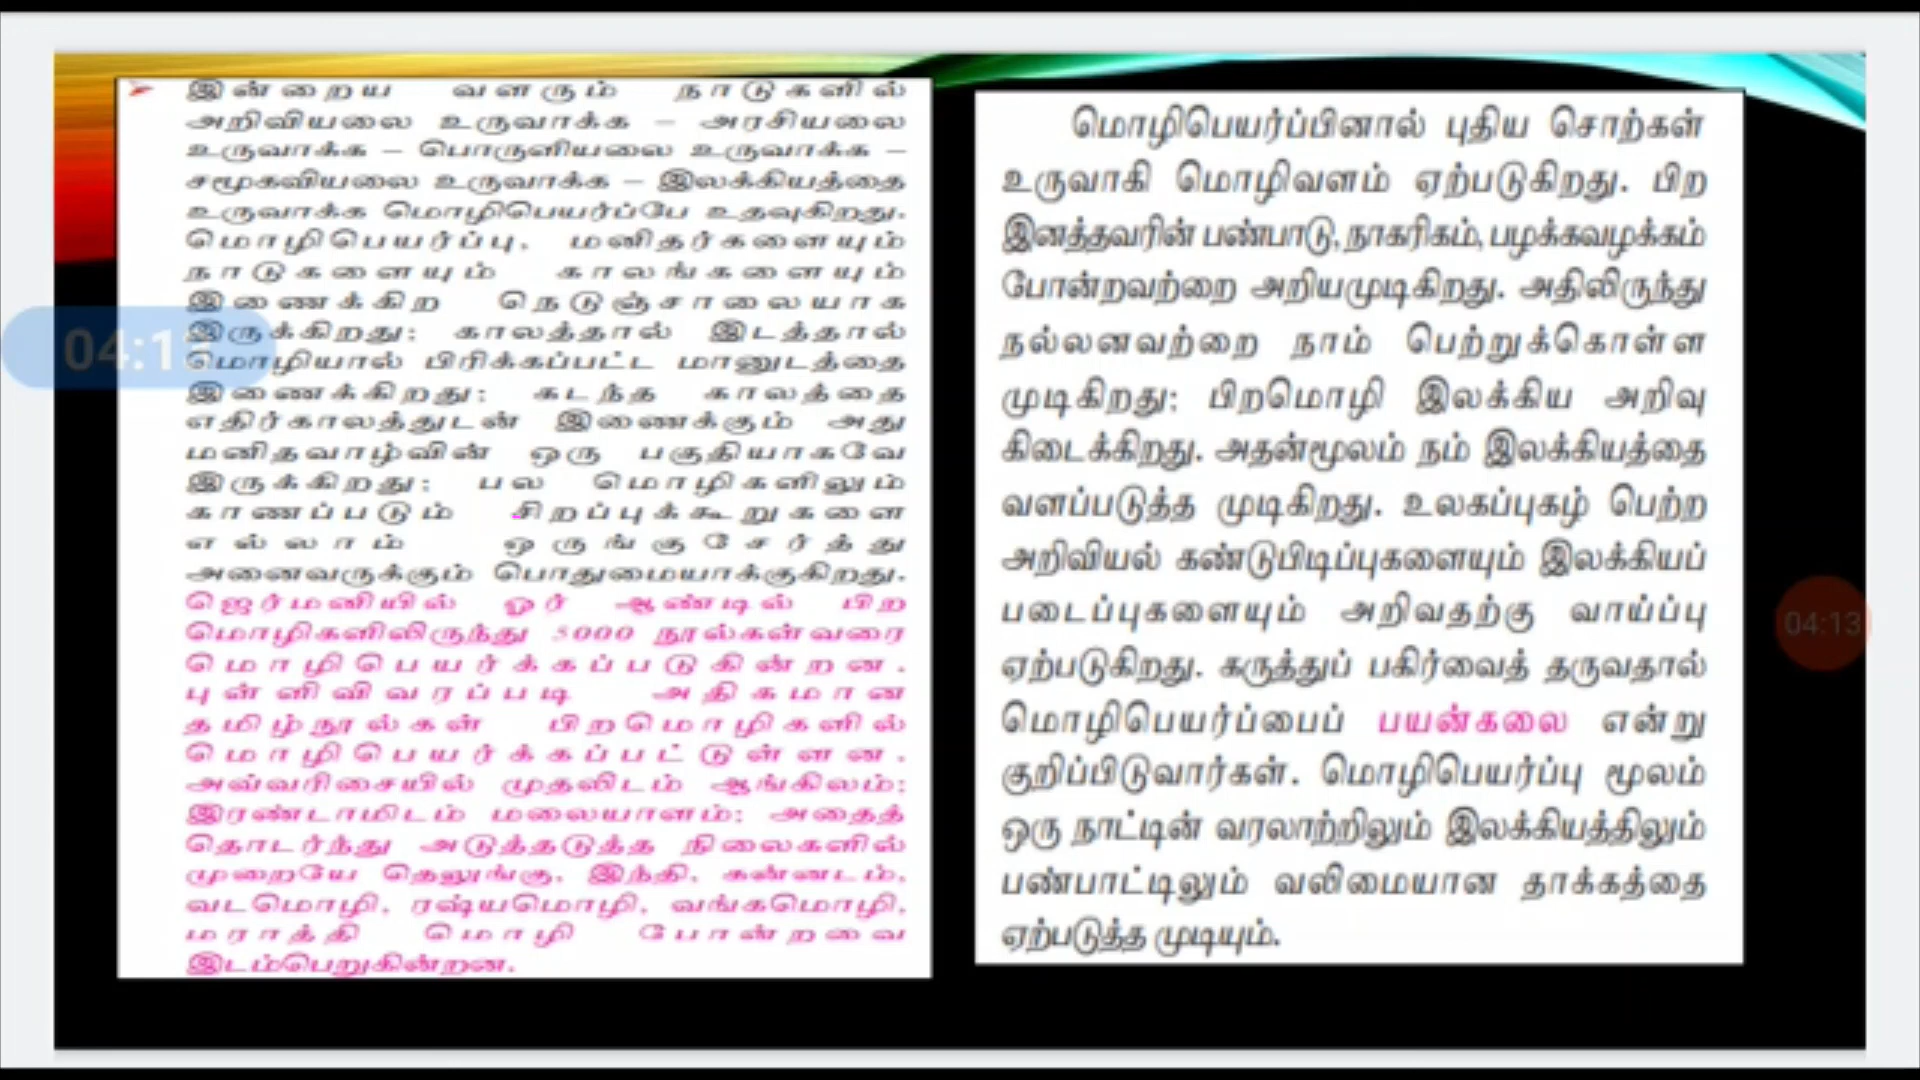 இன்றைய வளரும் நாடுகளில்
அறிவியலை உருவாக்க – அரசியலை
உருவாக்க – பொருளியலை உருவாக்க –
சமூகவியலை உருவாக்க – இலக்கியத்தை
உருவாக்க மொழிபெயர்ப்பே உதவுகிறது.
மொழிபெயர்ப்பு, மனிதர்களையும்
நாடுகளையும் காலங்களையும்
இணைக்கிற நெடுஞ்சாலையாக
இருக்கிறது; காலத்தால் இடத்தால்
மொழியால் பிரிக்கப்பட்ட மானுடத்தை
இணைக்கிறது; கடந்த காலத்தை
எதிர்காலத்துடன் இணைக்கும் அது
மனிதவாழ்வின் ஒரு பகுதியாகவே
இருக்கிறது; பல மொழிகளிலும்
காணப்படும் சிறப்புக்கூறுகளை
எல்லாம் ஒருங்குசேர்த்து
அனைவருக்கும் பொதுமையாக்குகிறது.
ஜெர்மனியில் ஓர் ஆண்டில் பிற
மொழிகளிலிருந்து 5000 நூல்கள்வரை
மொழிபெயர்க்கப்படுகின்றன.
புள்ளிவிவரப்படி அதிகமான
தமிழ்நூல்கள் பிறமொழிகளில்
மொழிபெயர்க்கப்பட்டுள்ளன.
அவ்வரிசையில் முதலிடம் ஆங்கிலம்;
இரண்டாமிடம் மலையாளம்; அதைத்
தொடர்ந்து அடுத்தடுத்த நிலைகளில்
முறையே தெலுங்கு, இந்தி, கன்னடம்,
வடமொழி, ரஷ்யமொழி, வங்கமொழி,
மராத்தி மொழி போன்றவை
இடம்பெறுகின்றன.
மொழிபெயர்ப்பினால் புதிய சொற்கள்
உருவாகி மொழிவளம் ஏற்படுகிறது. பிற
இனத்தவரின் பண்பாடு, நாகரிகம், பழக்கவழக்கம்
போன்றவற்றை அறியமுடிகிறது. அதிலிருந்து
நல்லனவற்றை நாம் பெற்றுக்கொள்ள
முடிகிறது; பிறமொழி இலக்கிய அறிவு
கிடைக்கிறது. அதன்மூலம் நம் இலக்கியத்தை
வளப்படுத்த முடிகிறது. உலகப்புகழ் பெற்ற
அறிவியல் கண்டுபிடிப்புகளையும் இலக்கியப்
படைப்புகளையும் அறிவதற்கு வாய்ப்பு
ஏற்படுகிறது. கருத்துப் பகிர்வைத் தருவதால்
மொழிபெயர்ப்பைப் பயன்கலை என்று
குறிப்பிடுவார்கள். மொழிபெயர்ப்பு மூலம்
ஒரு நாட்டின் வரலாற்றிலும் இலக்கியத்திலும்
பண்பாட்டிலும் வலிமையான தாக்கத்தை
ஏற்படுத்த முடியும்.
04:13